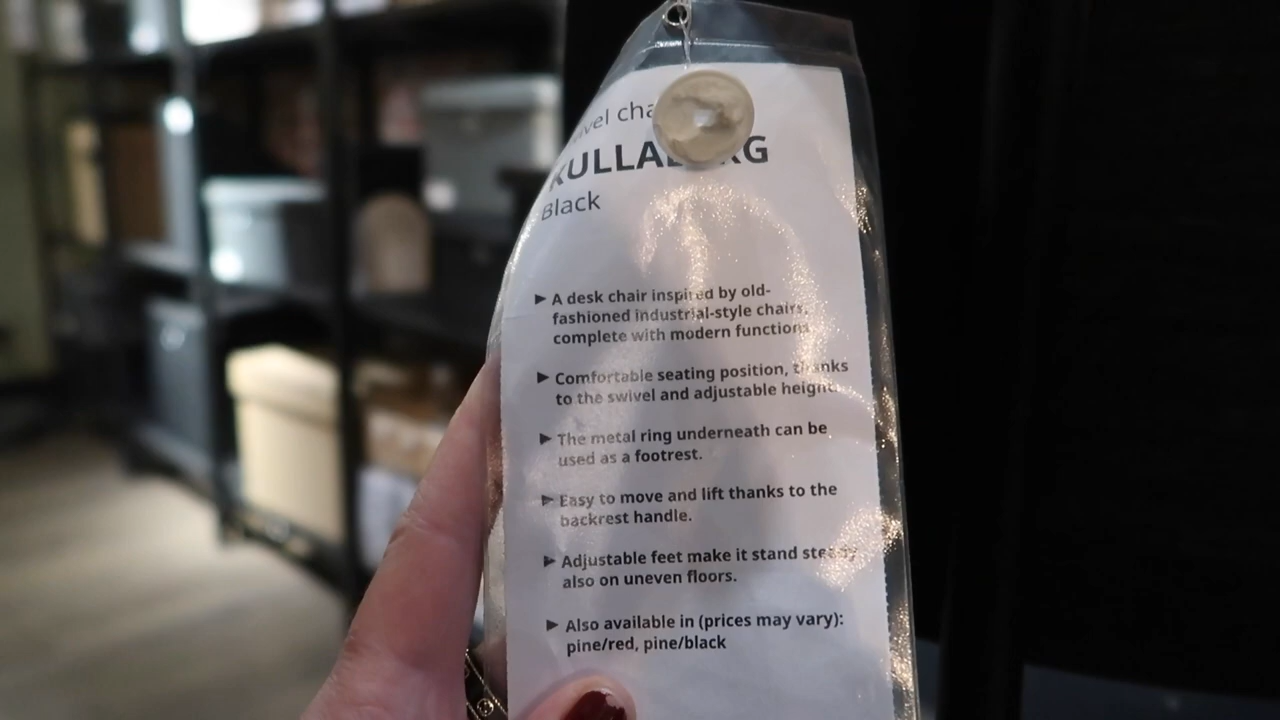 Black
► A desk chair inspired by old-
fashioned industrial-style chairs,
complete with modern functions.
► Comfortable seating position, thanks
to the swivel and adjustable height.
► The metal ring underneath can be
used as a footrest.
► Easy to move and lift thanks to the
backrest handle.
► Adjustable feet make it stand steady
also on uneven floors.
► Also available in (prices may vary):
pine/red, pine/black